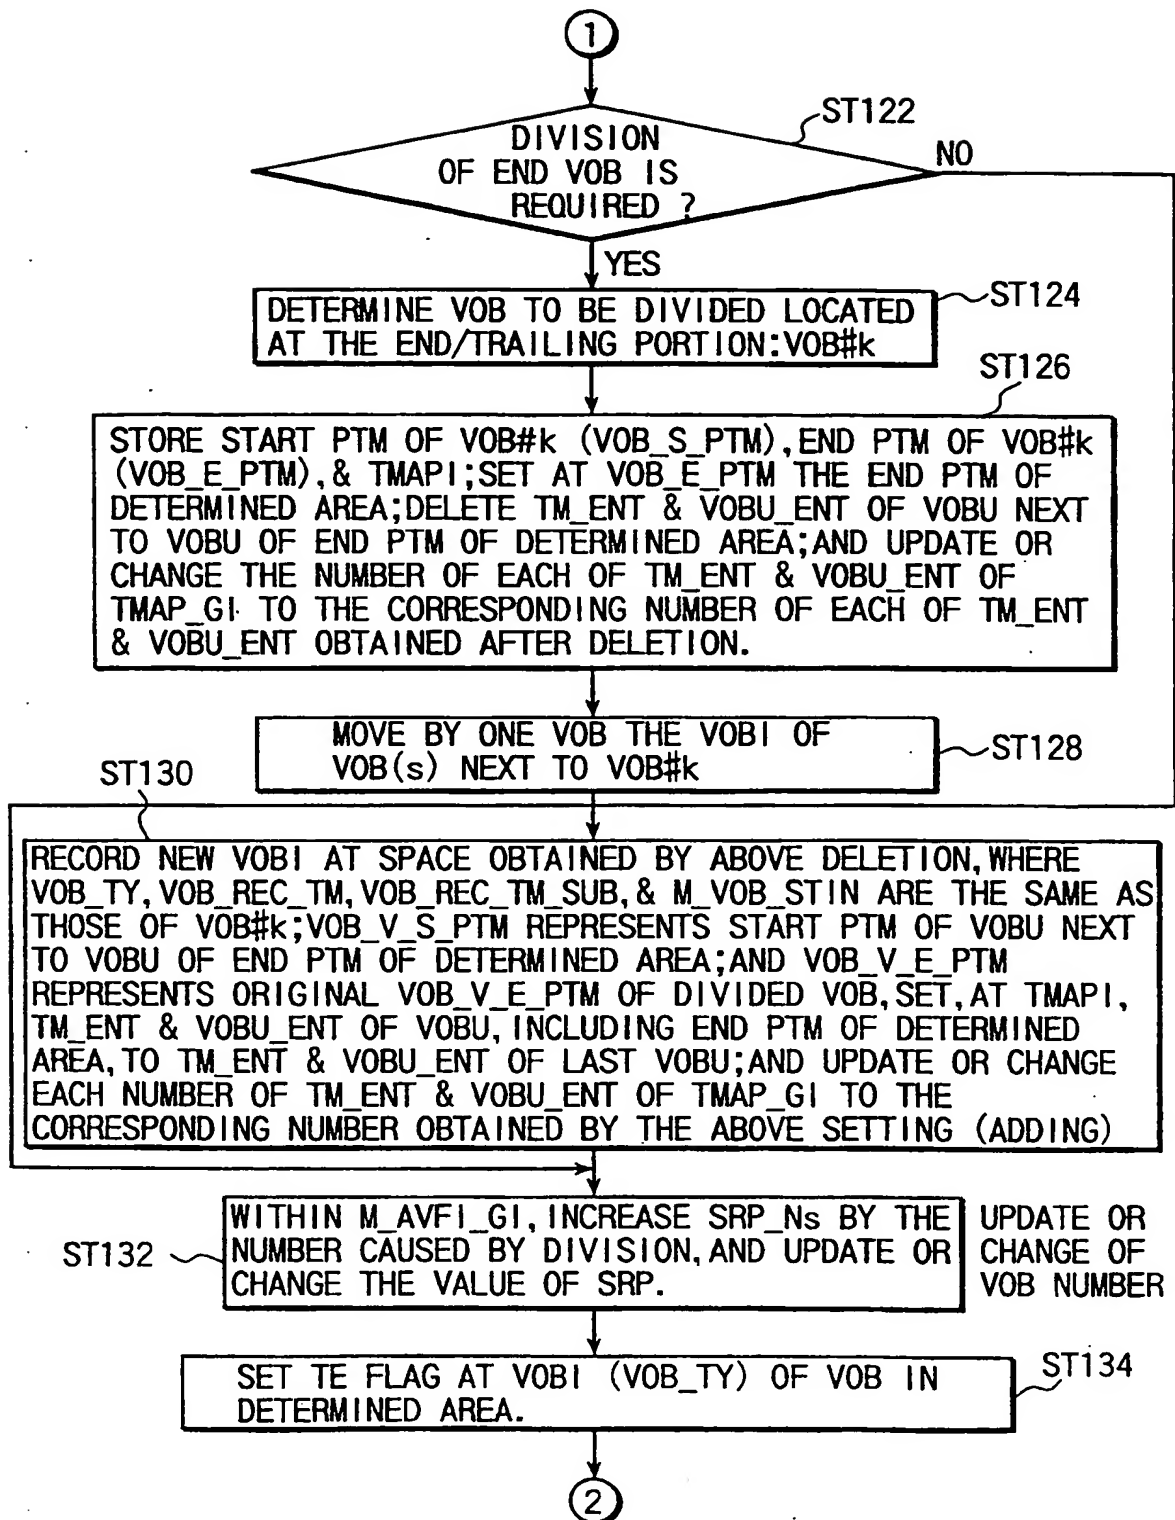 1
ST122
DIVISION
OF END VOB IS
REQUIRED ?
NO
YES
ST124
DETERMINE VOB TO BE DIVIDED LOCATED
AT THE END/TRAILING PORTION:VOB#k
ST126
STORE START PTM OF VOB#k (VOB_S_PTM),END PTM OF VOB#k
(VOB_E_PTM),& TMAPI;SET AT VOB_E_PTM THE END PTM OF
DETERMINED AREA;DELETE TM_ENT & VOBU_ENT OF VOBU NEXT
TO VOBU OF END PTM OF DETERMINED AREA;AND UPDATE OR
CHANGE THE NUMBER OF EACH OF TM_ENT & VOBU_ENT OF
TMAP_GI TO THE CORRESPONDING NUMBER OF EACH OF TM_ENT
& VOBU_ENT OBTAINED AFTER DELETION.
MOVE BY ONE VOB THE VOBI OF
VOB(s) NEXT TO VOB#k
ST128
ST130
RECORD NEW VOBI AT SPACE OBTAINED BY ABOVE DELETION,WHERE
VOB_TY,VOB_REC_TM,VOB_REC_TM_SUB,& M_VOB_STIN ARE THE SAME AS
THOSE OF VOB#k;VOB_V_S_PTM REPRESENTS START PTM OF VOBU NEXT
TO VOBU OF END PTM OF DETERMINED AREA;AND VOB_V_E_PTM
REPRESENTS ORIGINAL VOB_V_E_PTM OF DIVIDED VOB,SET,AT TMAPI,
TM_ENT & VOBU_ENT OF VOBU,INCLUDING END PTM OF DETERMINED
AREA,TO TM_ENT & VOBU_ENT OF LAST VOBU;AND UPDATE OR CHANGE
EACH NUMBER OF TM_ENT & VOBU_ENT OF TMAP_GI TO THE
CORRESPONDING NUMBER OBTAINED BY THE ABOVE SETTING (ADDING)
ST132
WITHIN M_AVFI_GI,INCREASE SRP_Ns BY THE
NUMBER CAUSED BY DIVISION,AND UPDATE OR
CHANGE THE VALUE OF SRP.
UPDATE OR
CHANGE OF
VOB NUMBER
ST134
SET TE FLAG AT VOBI (VOB_TY) OF VOB IN
DETERMINED AREA.
2